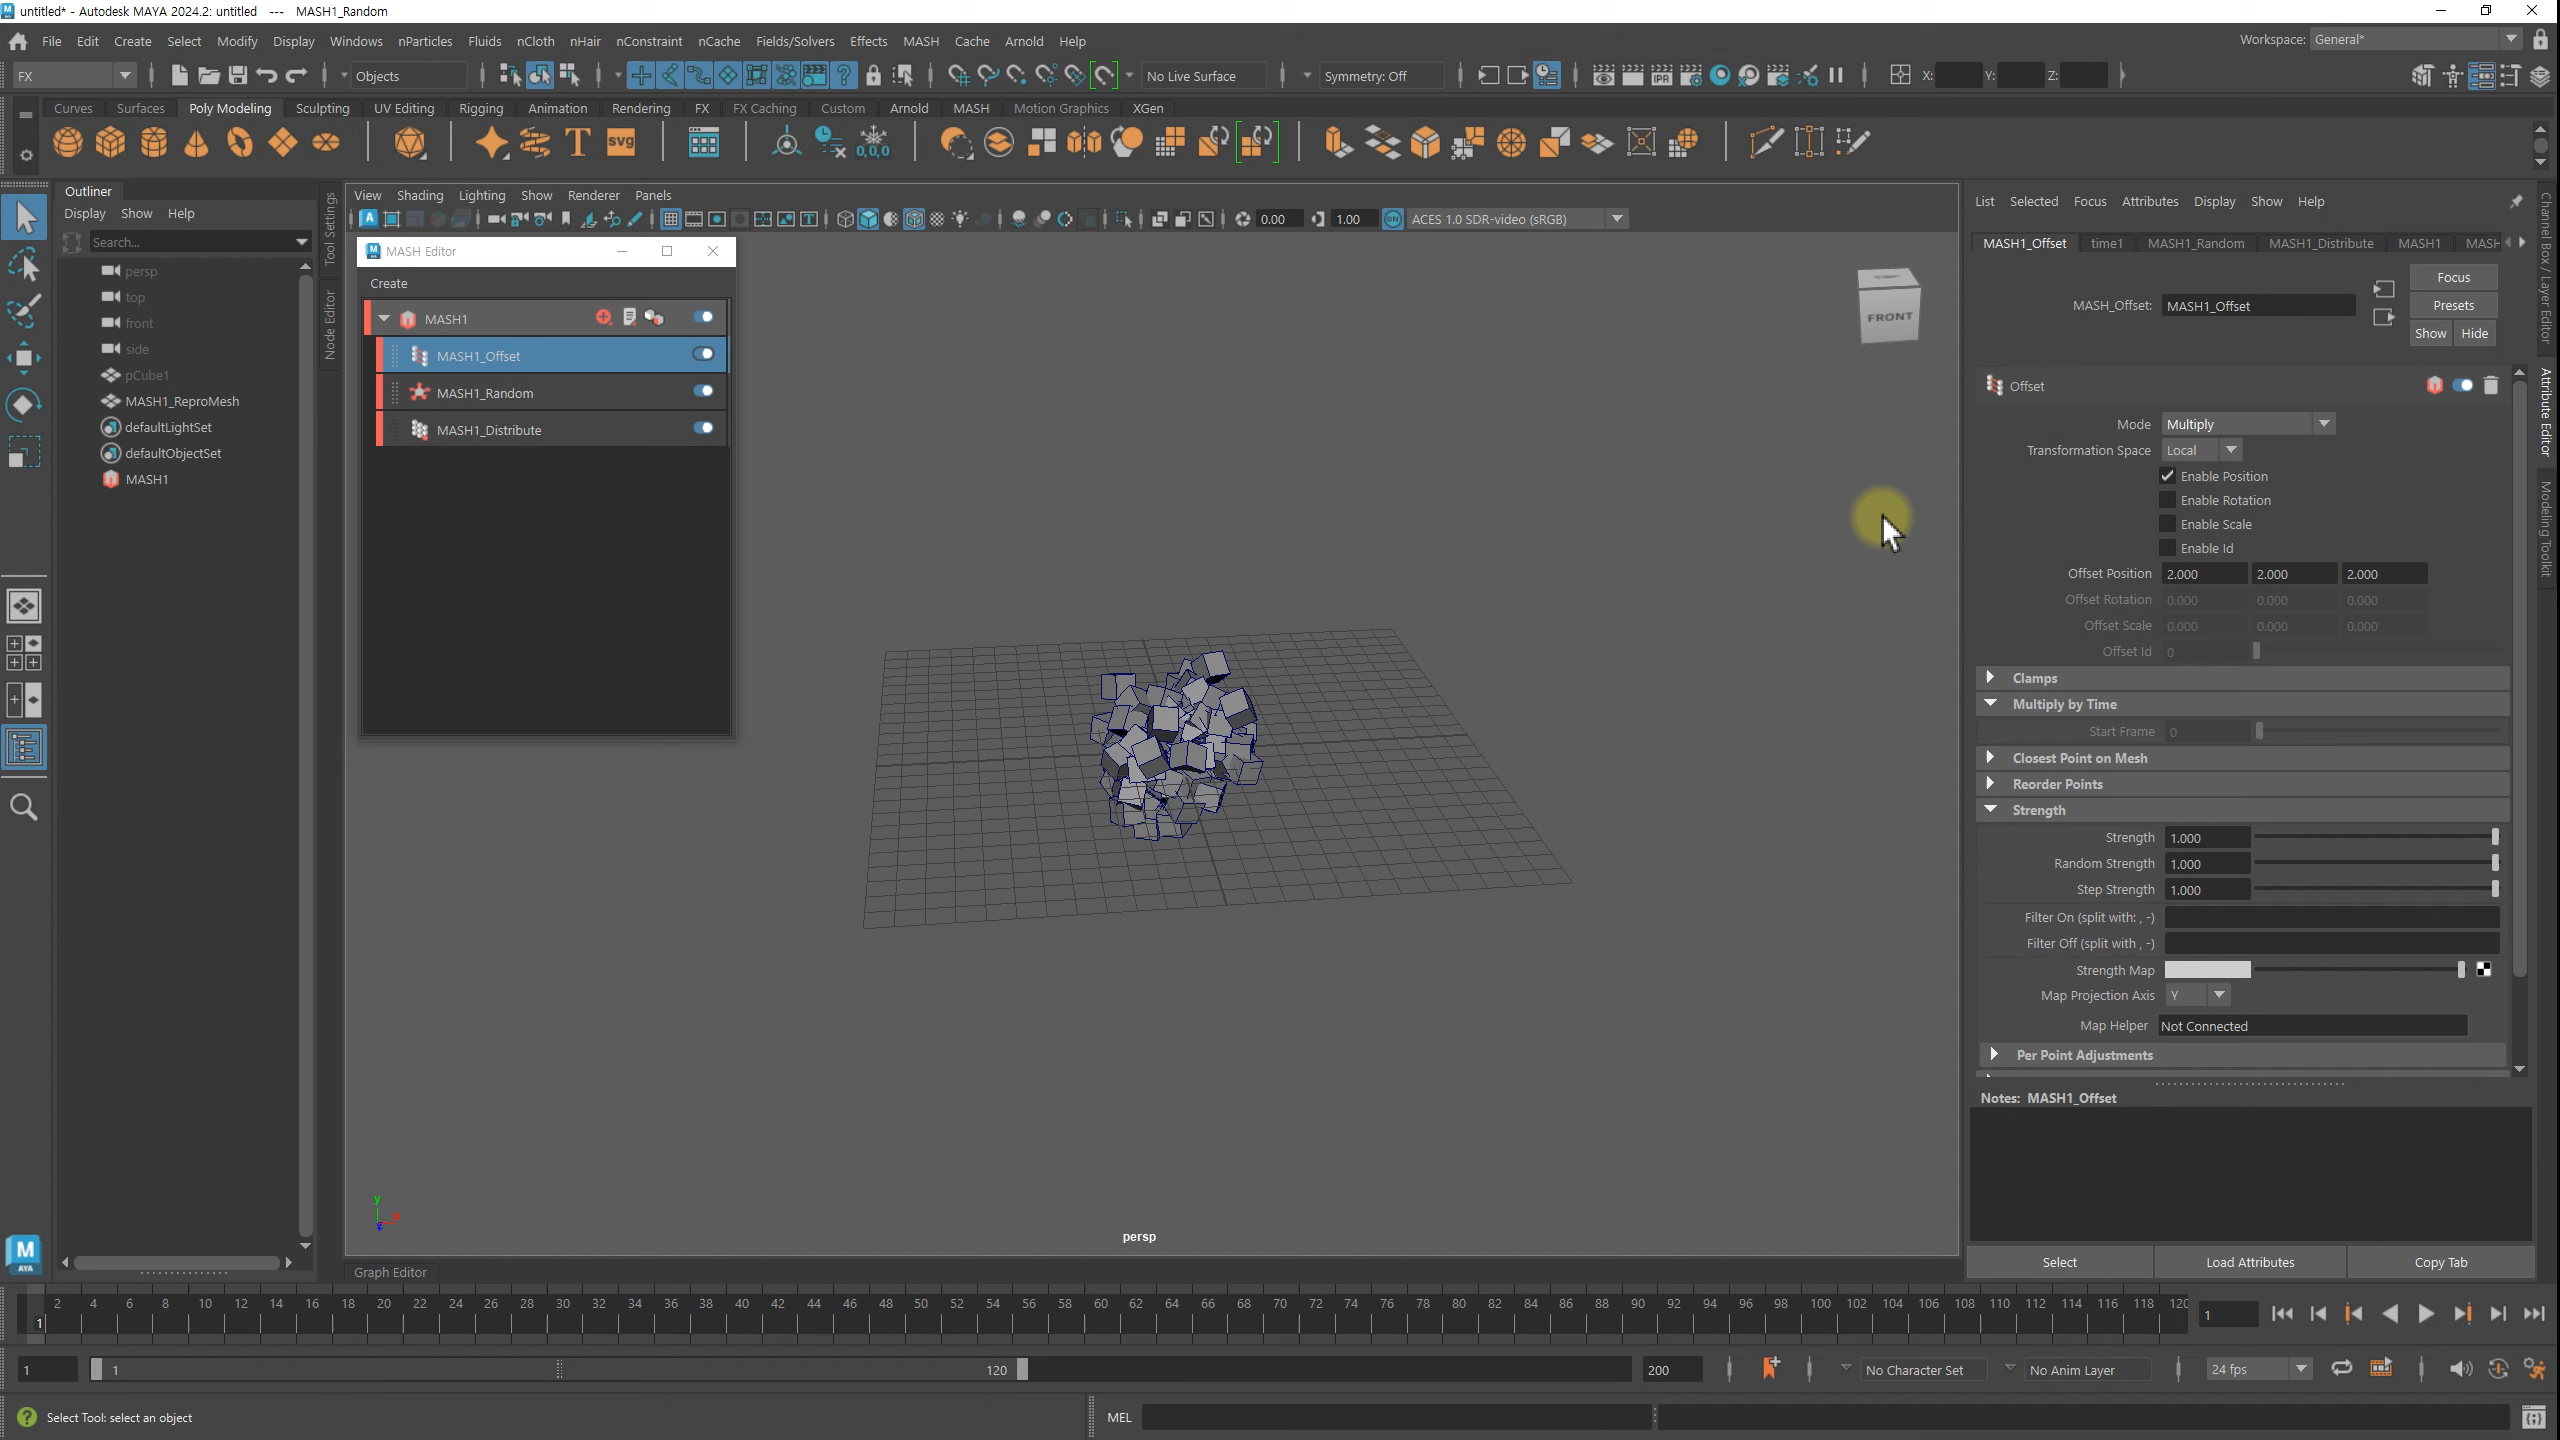 untitled* - Autodesk MAYA 2024.2: untitled --- MASH1_Random
File Edit Create Select Modify Display Windows nParticles Fluids nCloth nHair nConstraint nCache Fields/Solvers Effects MASH Cache Arnold Help
Workspace: General*
FX
Objects
No Live Surface
Symmetry: Off
X: Y: Z:
Curves Surfaces Poly Modeling Sculpting UV Editing Rigging Animation Rendering FX FX Caching Custom Arnold MASH Motion Graphics XGen
Outliner
Display Show Help
Search...
persp
top
front
side
pCube1
MASH1_ReproMesh
defaultLightSet
defaultObjectSet
MASH1
Tool Settings
Node Editor
View Shading Lighting Show Renderer Panels
0.00
1.00
ACES 1.0 SDR-video (sRGB)
MASH Editor
Create
MASH1
MASH1_Offset
MASH1_Random
MASH1_Distribute
FRONT
persp
Graph Editor
List Selected Focus Attributes Display Show Help
MASH1_Offset time1 MASH1_Random MASH1_Distribute MASH1 MASH
MASH_Offset: MASH1_Offset
Focus
Presets
Show Hide
Offset
Mode Multiply
Transformation Space Local
Enable Position
Enable Rotation
Enable Scale
Enable Id
Offset Position 2.000 2.000 2.000
Offset Rotation 0.000 0.000 0.000
Offset Scale 0.000 0.000 0.000
Offset Id 0
Clamps
Multiply by Time
Start Frame 0
Closest Point on Mesh
Reorder Points
Strength
Strength 1.000
Random Strength 1.000
Step Strength 1.000
Filter On (split with: , -)
Filter Off (split with , -)
Strength Map
Map Projection Axis Y
Map Helper Not Connected
Per Point Adjustments
Notes: MASH1_Offset
Select Load Attributes Copy Tab
Channel Box / Layer Editor
Attribute Editor
Modeling Toolkit
2 4 6 8 10 12 14 16 18 20 22 24 26 28 30 32 34 36 38 40 42 44 46 48 50 52 54 56 58 60 62 64 66 68 70 72 74 76 78 80 82 84 86 88 90 92 94 96 98 100 102 104 106 108 110 112 114 116 118 120
1
1
1 1 120 200
No Character Set
No Anim Layer
24 fps
Select Tool: select an object
MEL